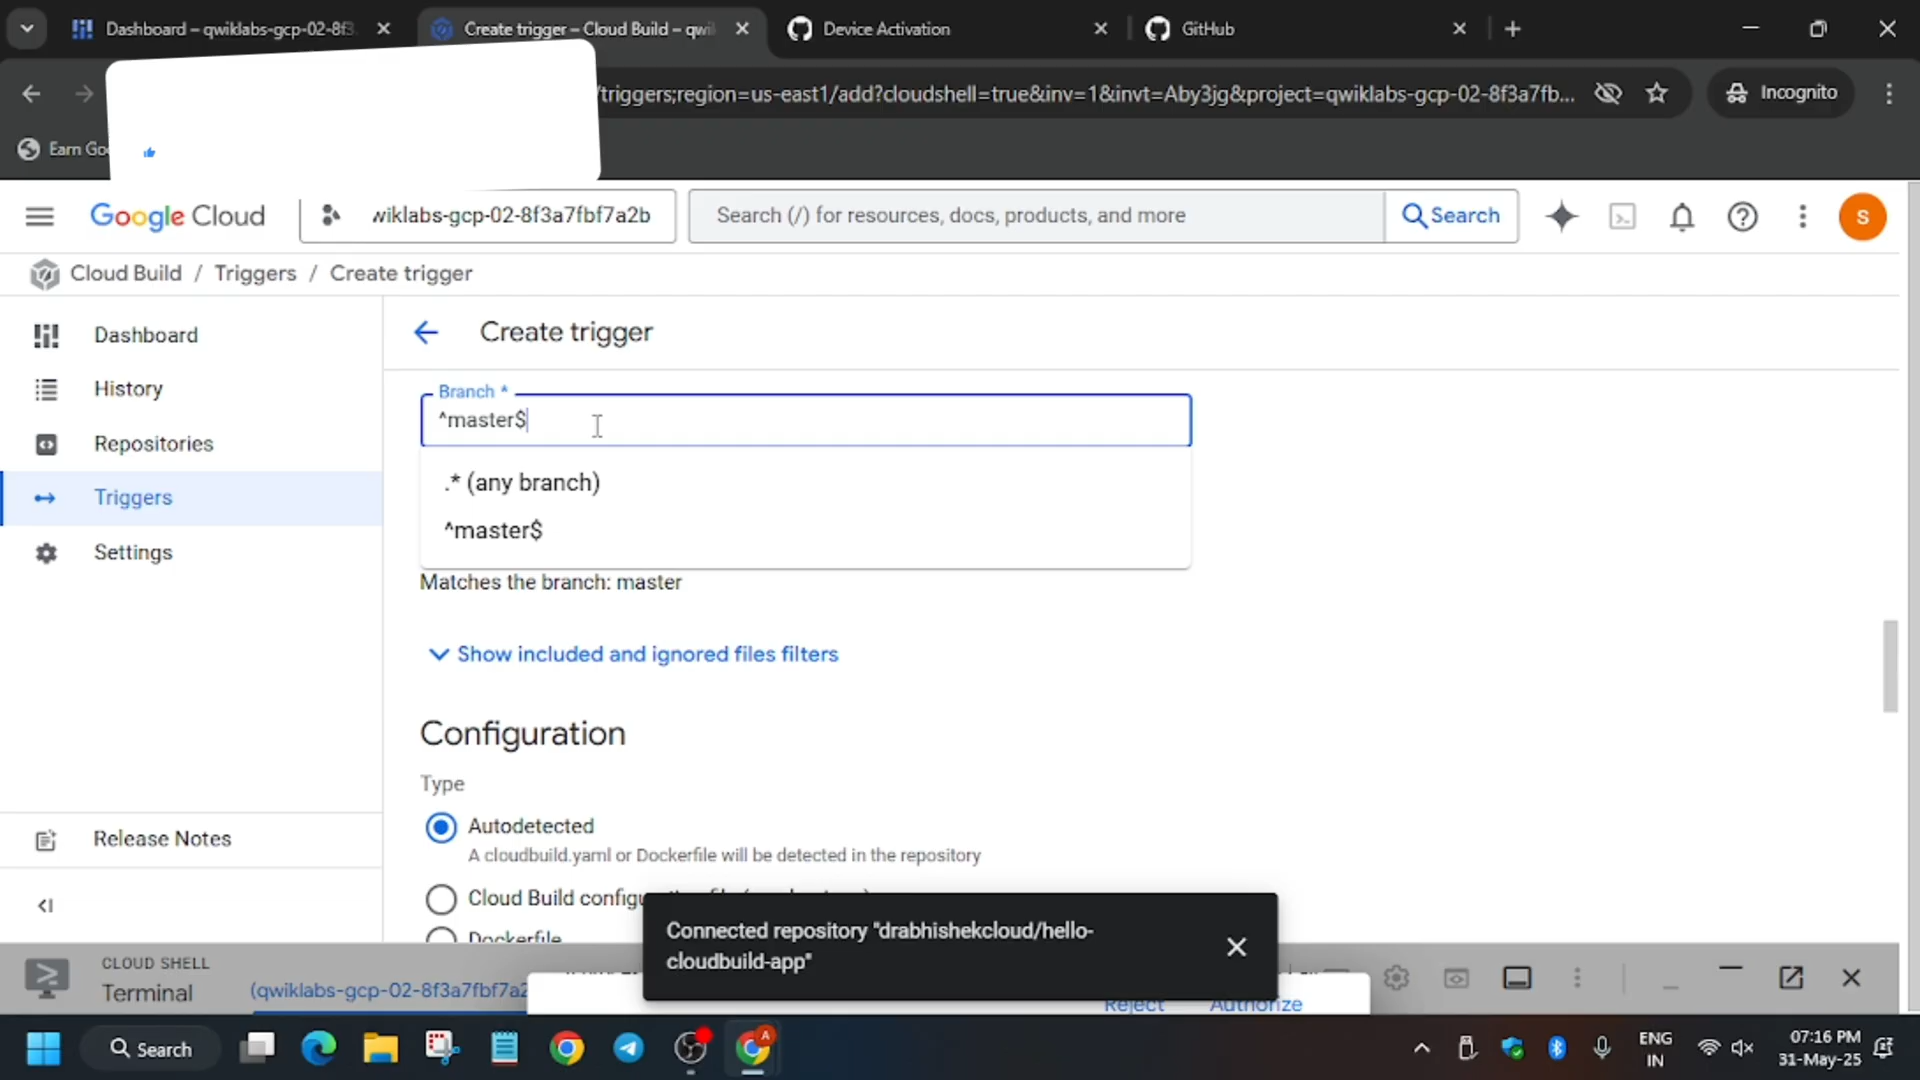 Dashboard – qwiklabs-gcp-02-8f3
Create trigger – Cloud Build – qwi
Device Activation
GitHub
/triggers;region=us-east1/add?cloudshell=true&inv=1&invt=Aby3jg&project=qwiklabs-gcp-02-8f3a7fb...
Incognito
Earn Go
Google Cloud
wiklabs-gcp-02-8f3a7fbf7a2b
Search (/) for resources, docs, products, and more
Search
S
Cloud Build / Triggers / Create trigger
Dashboard
History
Repositories
Triggers
Settings
Release Notes
Create trigger
Branch *
^master$
.* (any branch)
^master$
Matches the branch: master
Show included and ignored files filters
Configuration
Type
Autodetected
A cloudbuild.yaml or Dockerfile will be detected in the repository
Cloud Build configu
Dockerfile
Connected repository "drabhishekcloud/hello-
cloudbuild-app"
CLOUD SHELL
Terminal
(qwiklabs-gcp-02-8f3a7fbf7a2
Reject
Authorize
Search
A
ENG
IN
07:16 PM
31-May-25